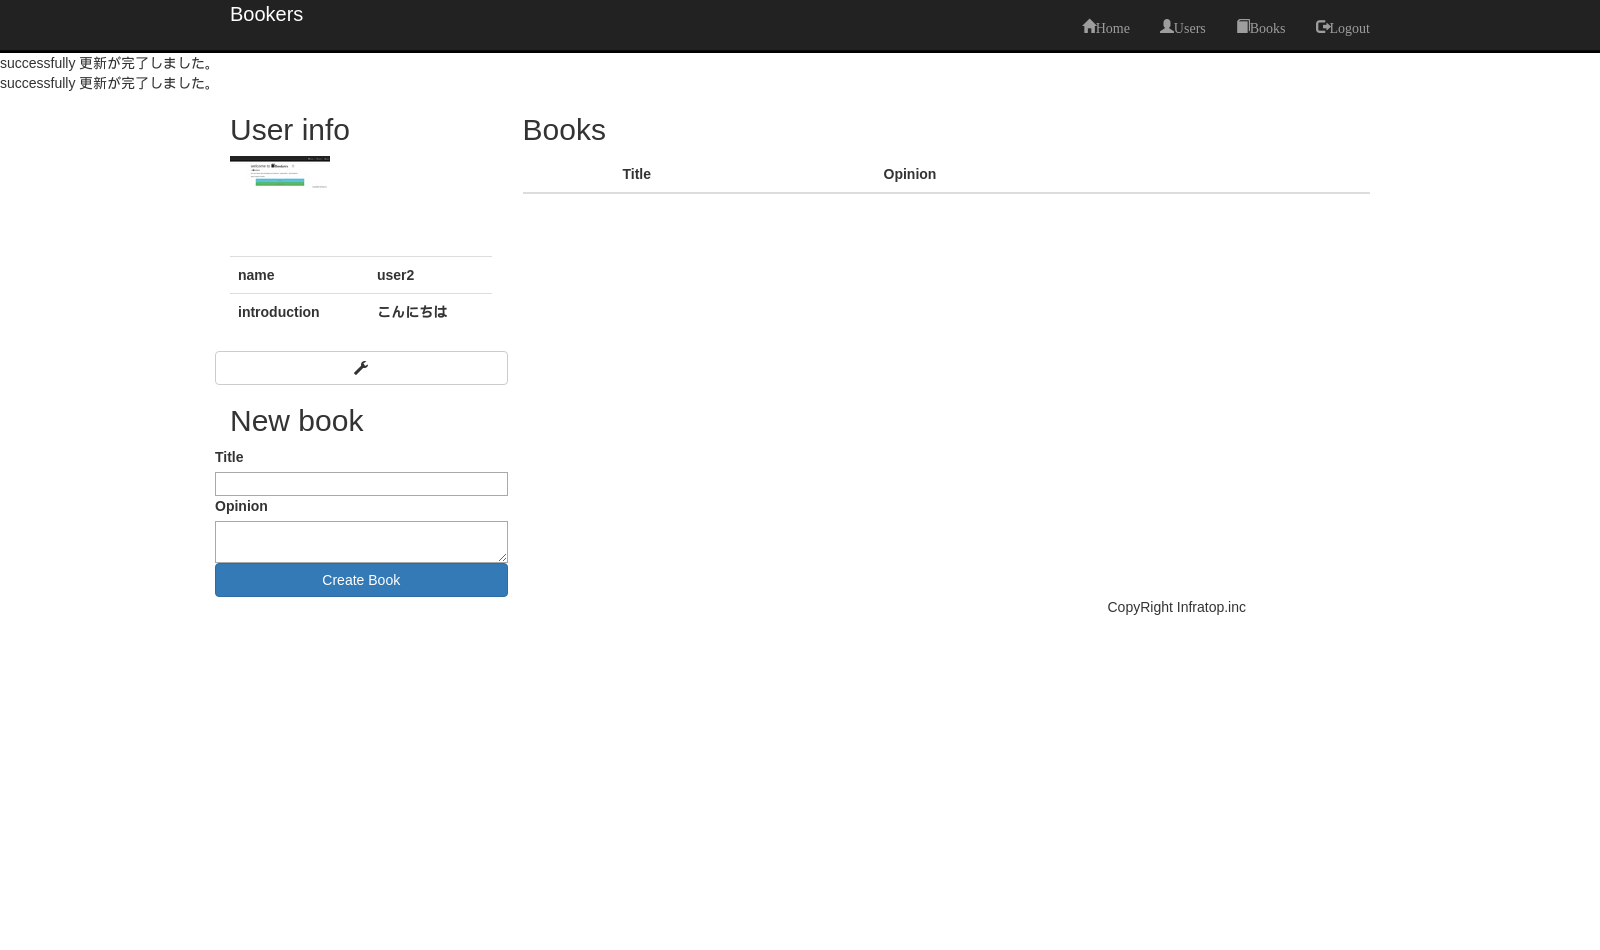 Bookers
Home Users Books Logout
successfully 更新が完了しました。
successfully 更新が完了しました。
User info
Books
Title Opinion
name user2
introduction こんにちは
New book
Title
Opinion
Create Book
CopyRight Infratop.inc